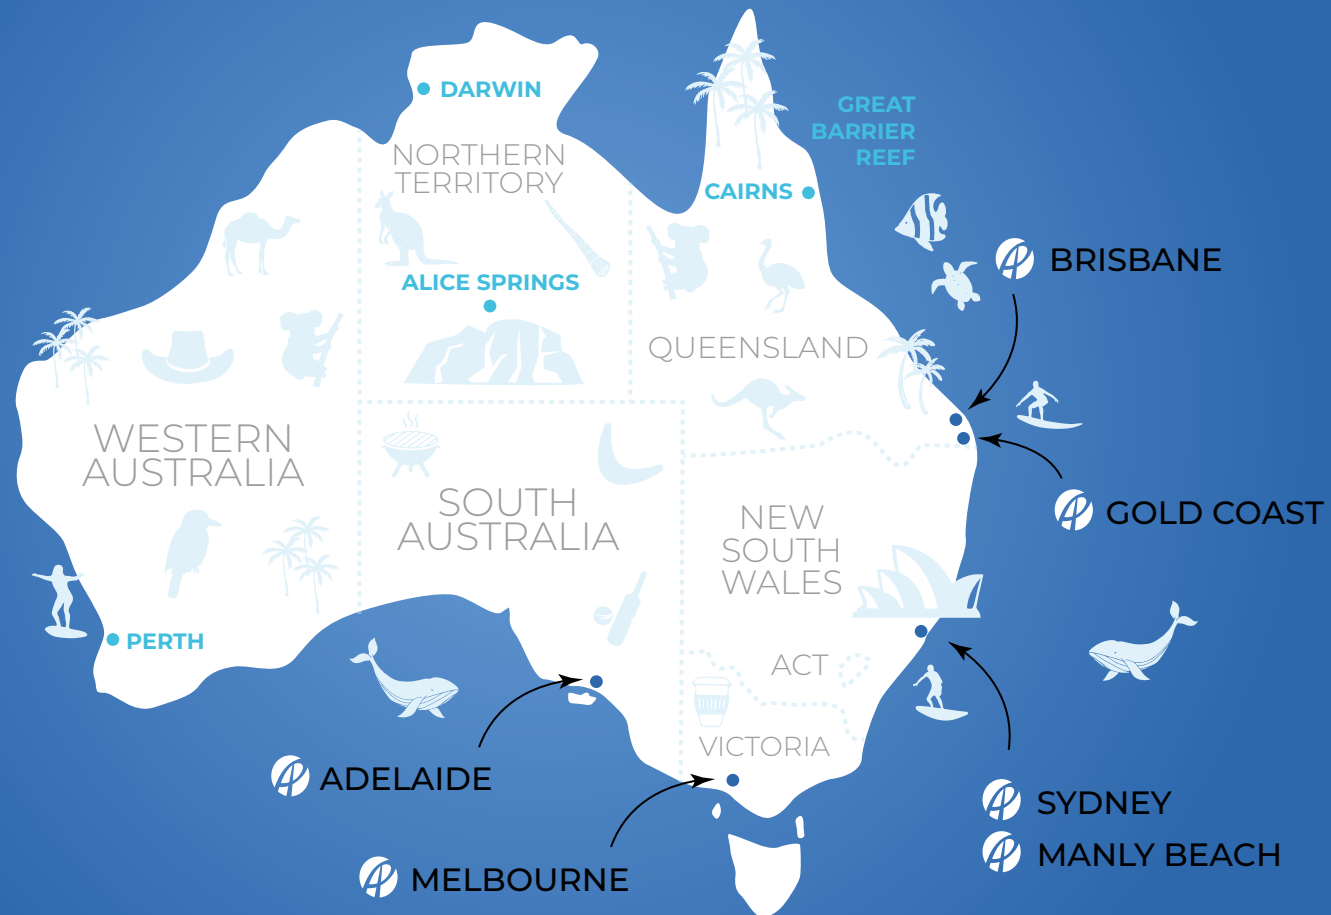 DARWIN
NORTHERN
TERRITORY
GREAT
BARRIER
REEF
CAIRNS
BRISBANE
ALICE SPRINGS
QUEENSLAND
WESTERN
AUSTRALIA
SOUTH
AUSTRALIA
NEW
SOUTH
WALES
GOLD COAST
PERTH
ACT
VICTORIA
ADELAIDE
MELBOURNE
SYDNEY
MANLY BEACH